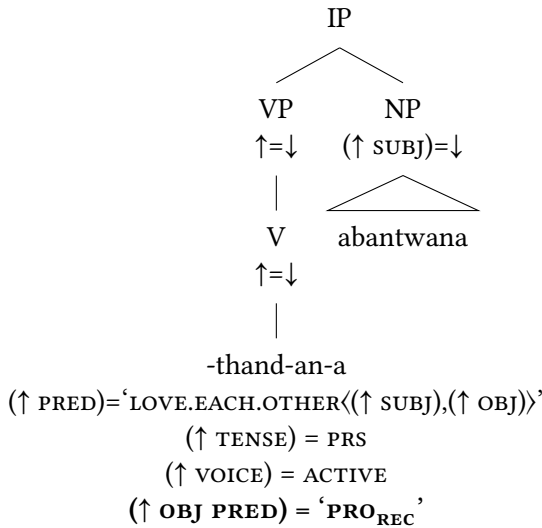 IP
VP NP
↑=↓ (↑ SUBJ)=↓
V abantwana
↑=↓
-thand-an-a
(↑ PRED)=‘LOVE.EACH.OTHER⟨(↑ SUBJ),(↑ OBJ)⟩’
(↑ TENSE) = PRS
(↑ VOICE) = ACTIVE
(↑ OBJ PRED) = ‘PRO_REC’